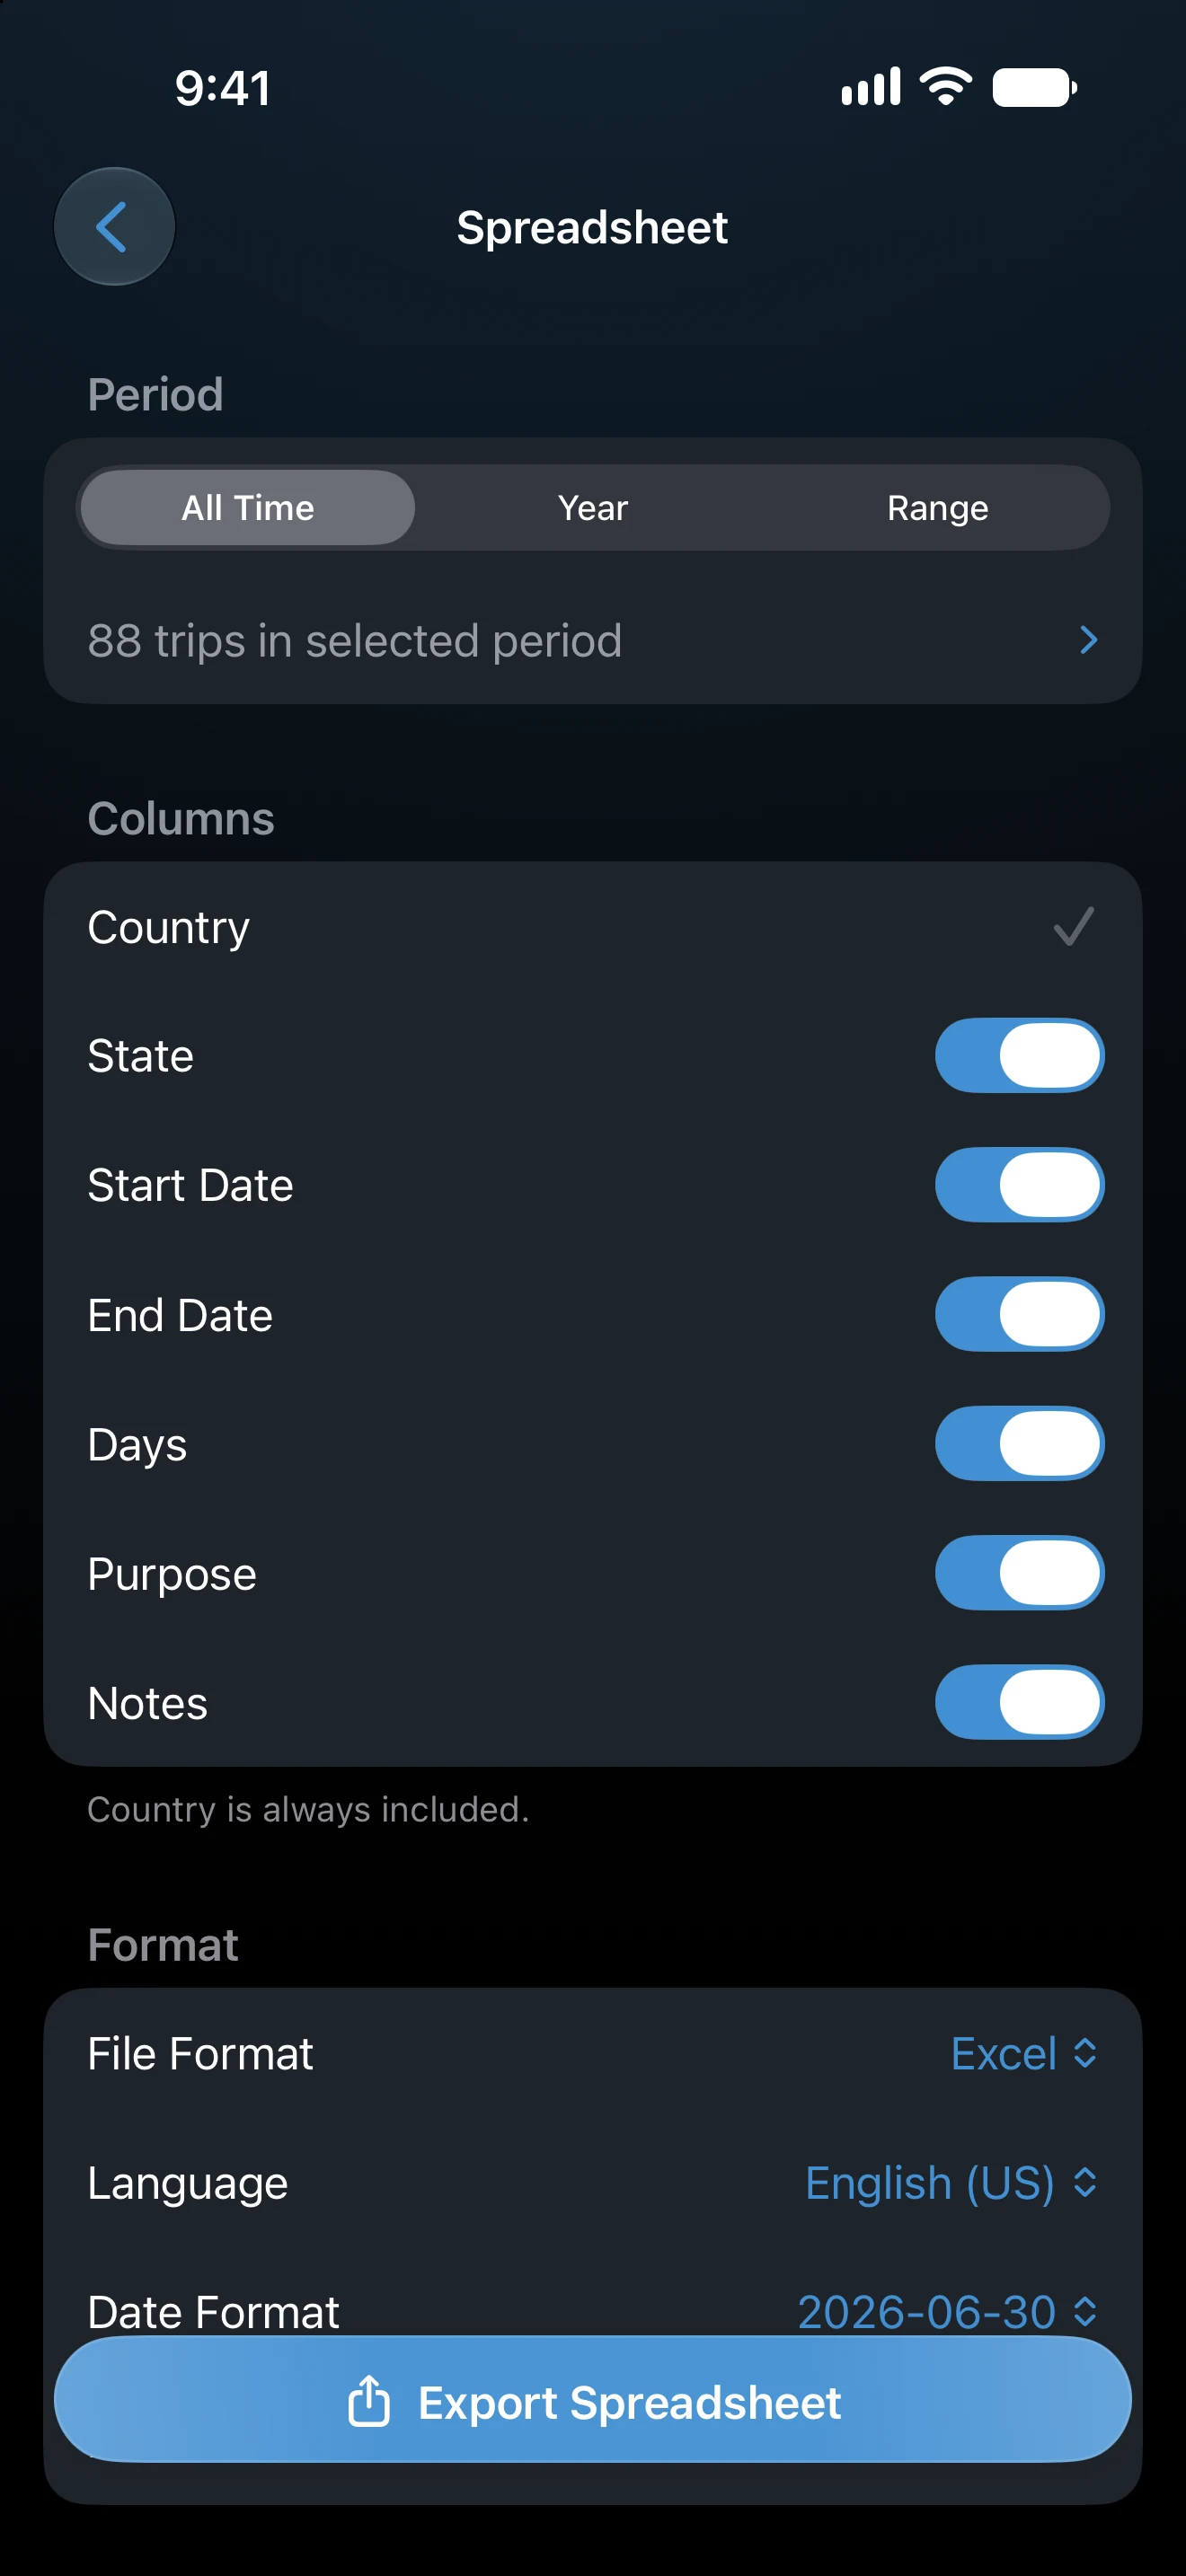 9:41
Spreadsheet
Period
All Time Year Range
88 trips in selected period
Columns
Country
State
Start Date
End Date
Days
Purpose
Notes
Country is always included.
Format
File Format Excel
Language English (US)
Date Format 2026-06-30
Export Spreadsheet